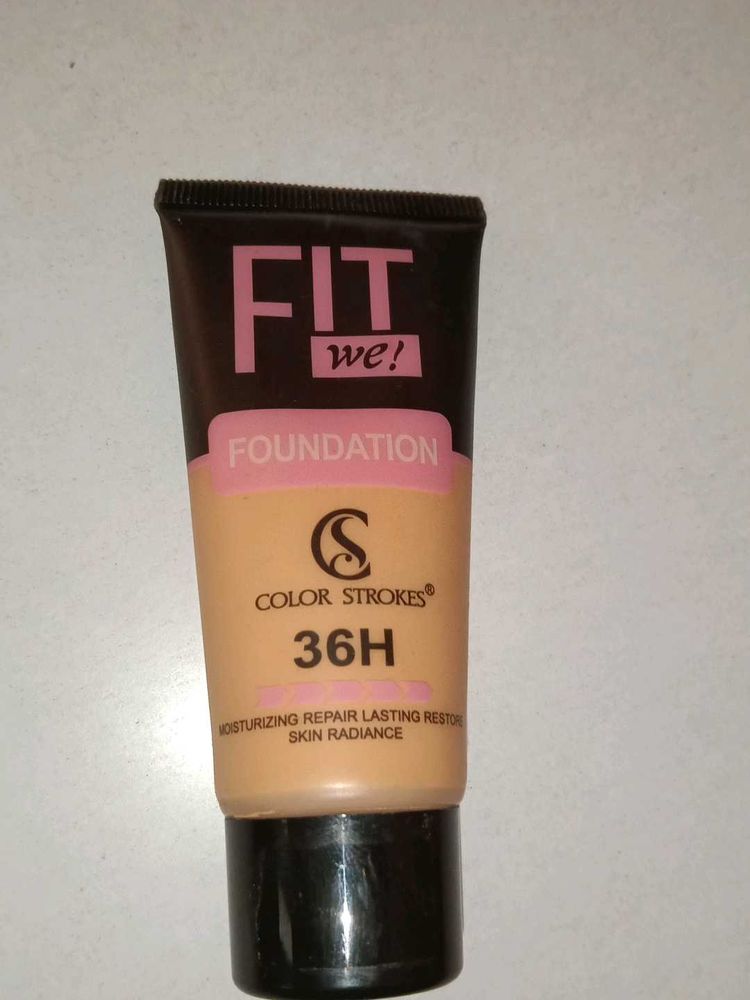 FIT
we!
FOUNDATION
CS
COLOR STROKES®
36H
MOISTURIZING REPAIR LASTING RESTORE
SKIN RADIANCE